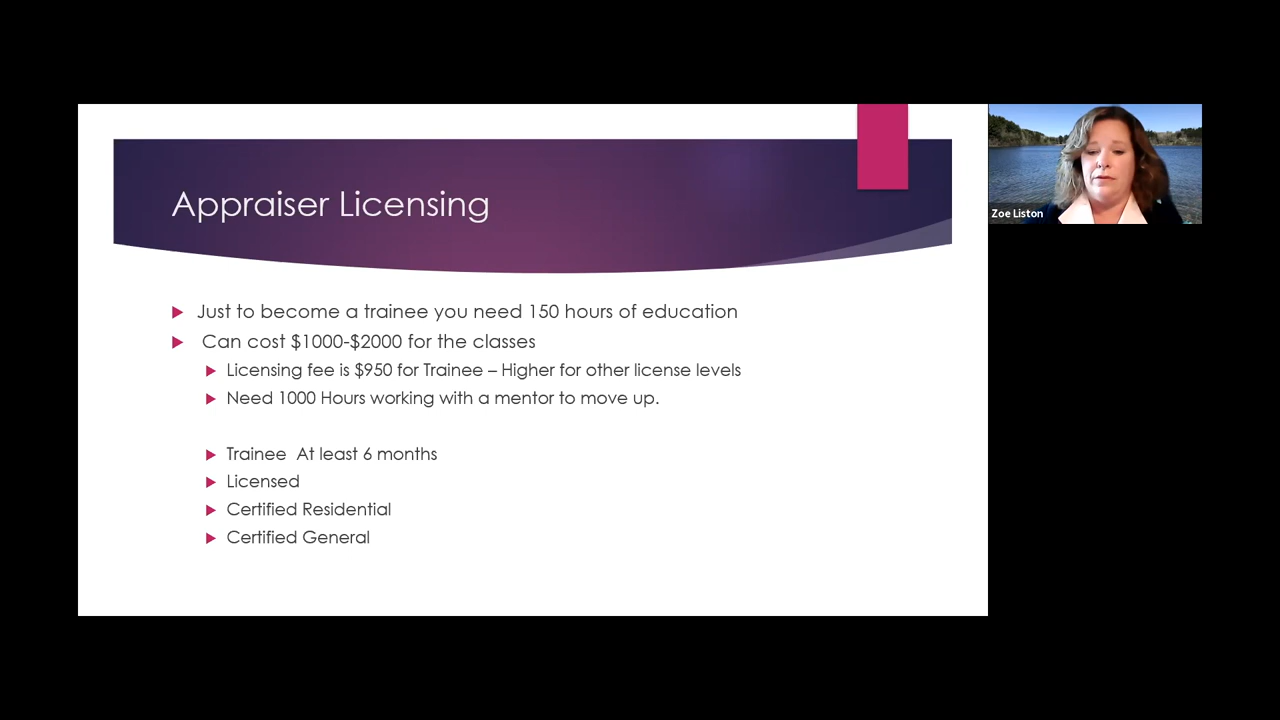 Appraiser Licensing
Just to become a trainee you need 150 hours of education
Can cost $1000-$2000 for the classes
Licensing fee is $950 for Trainee – Higher for other license levels
Need 1000 Hours working with a mentor to move up.
Trainee  At least 6 months
Licensed
Certified Residential
Certified General
Zoe Liston